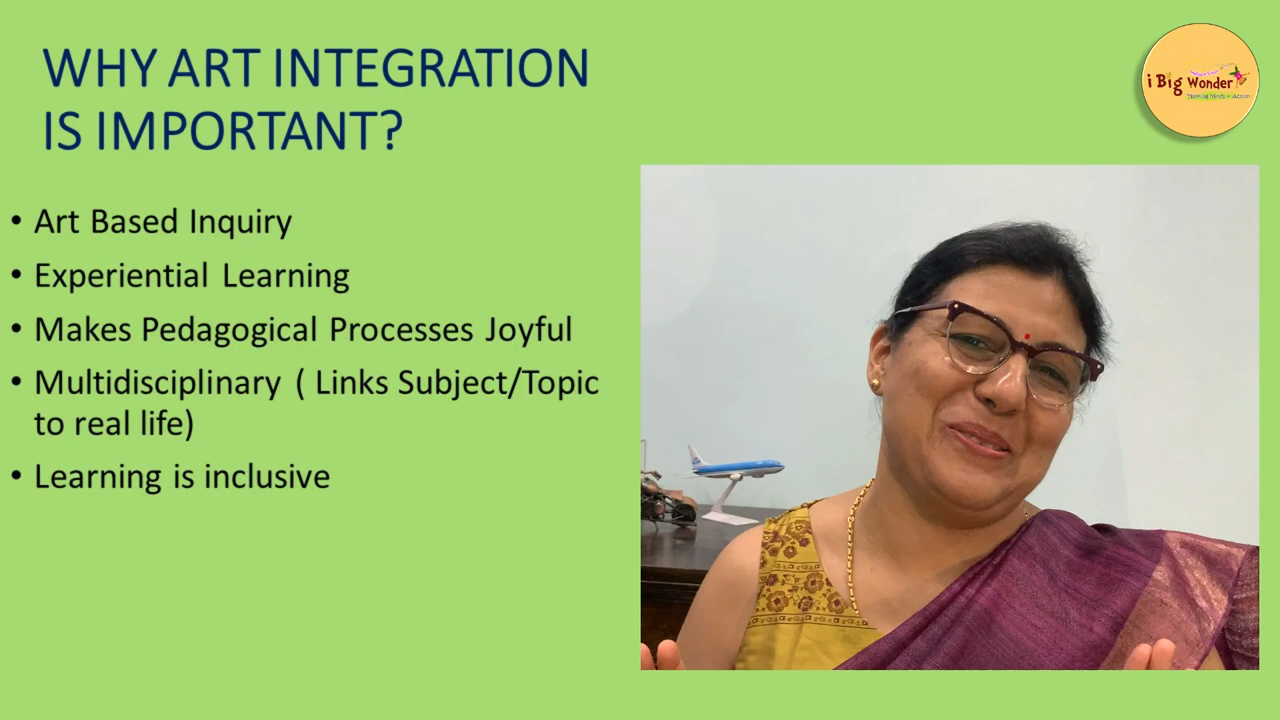 WHY ART INTEGRATION
IS IMPORTANT?
i Big Wonder
• Art Based Inquiry
• Experiential Learning
• Makes Pedagogical Processes Joyful
• Multidisciplinary ( Links Subject/Topic
to real life)
• Learning is inclusive